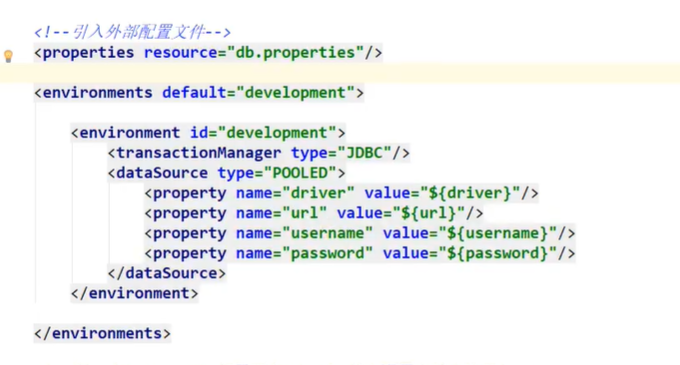 <!--引入外部配置文件-->
<properties resource="db.properties"/>
<environments default="development">
<environment id="development">
<transactionManager type="JDBC"/>
<dataSource type="POOLED">
<property name="driver" value="${driver}"/>
<property name="url" value="${url}"/>
<property name="username" value="${username}"/>
<property name="password" value="${password}"/>
</dataSource>
</environment>
</environments>